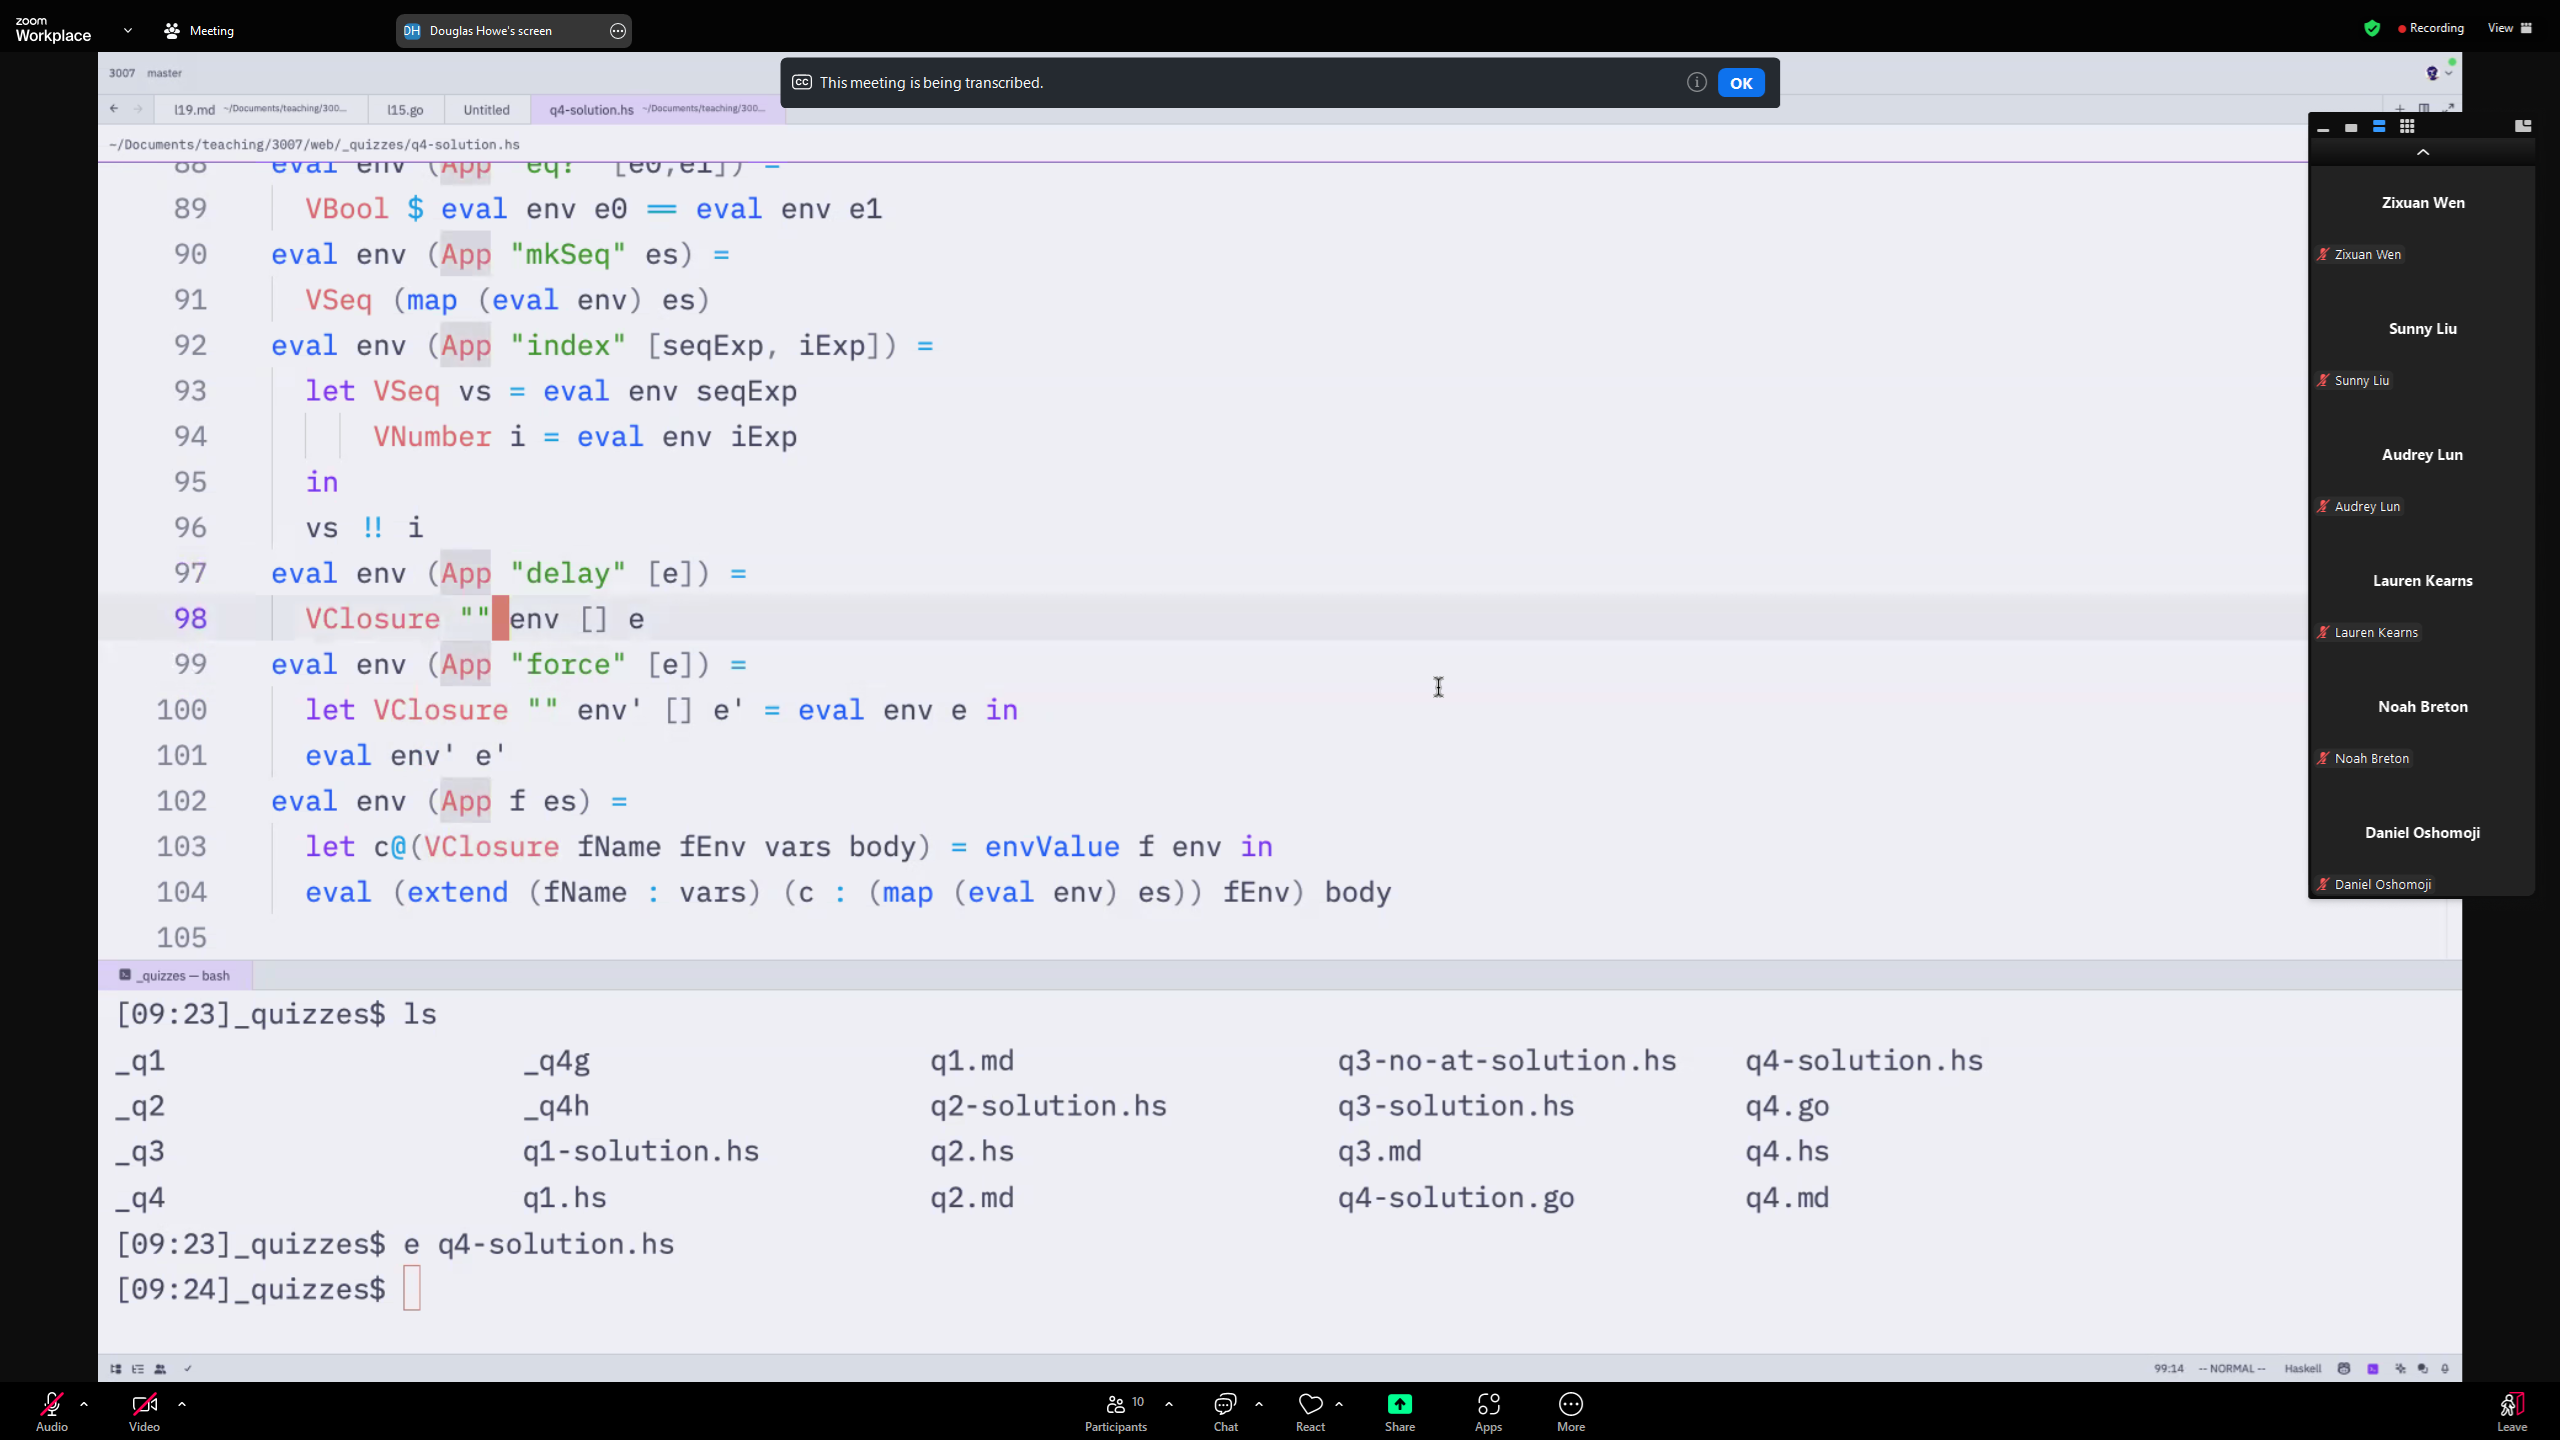 zoom
Workplace
Meeting
DH Douglas Howe's screen
Recording
View
3007 master
CC This meeting is being transcribed.
OK
l19.md ~/Documents/teaching/300...
l15.go
Untitled
q4-solution.hs ~/Documents/teaching/300...
~/Documents/teaching/3007/web/_quizzes/q4-solution.hs
88 eval env (App "eq?" [e0,e1]) =
89 VBool $ eval env e0 == eval env e1
90 eval env (App "mkSeq" es) =
91 VSeq (map (eval env) es)
92 eval env (App "index" [seqExp, iExp]) =
93 let VSeq vs = eval env seqExp
94 VNumber i = eval env iExp
95 in
96 vs !! i
97 eval env (App "delay" [e]) =
98 VClosure "" env [] e
99 eval env (App "force" [e]) =
100 let VClosure "" env' [] e' = eval env e in
101 eval env' e'
102 eval env (App f es) =
103 let c@(VClosure fName fEnv vars body) = envValue f env in
104 eval (extend (fName : vars) (c : (map (eval env) es)) fEnv) body
105
_quizzes — bash
[09:23]_quizzes$ ls
_q1 _q4g q1.md q3-no-at-solution.hs q4-solution.hs
_q2 _q4h q2-solution.hs q3-solution.hs q4.go
_q3 q1-solution.hs q2.hs q3.md q4.hs
_q4 q1.hs q2.md q4-solution.go q4.md
[09:23]_quizzes$ e q4-solution.hs
[09:24]_quizzes$
99:14 -- NORMAL -- Haskell
Zixuan Wen
Zixuan Wen
Sunny Liu
Sunny Liu
Audrey Lun
Audrey Lun
Lauren Kearns
Lauren Kearns
Noah Breton
Noah Breton
Daniel Oshomoji
Daniel Oshomoji
Audio
Video
Participants 10
Chat
React
Share
Apps
More
Leave